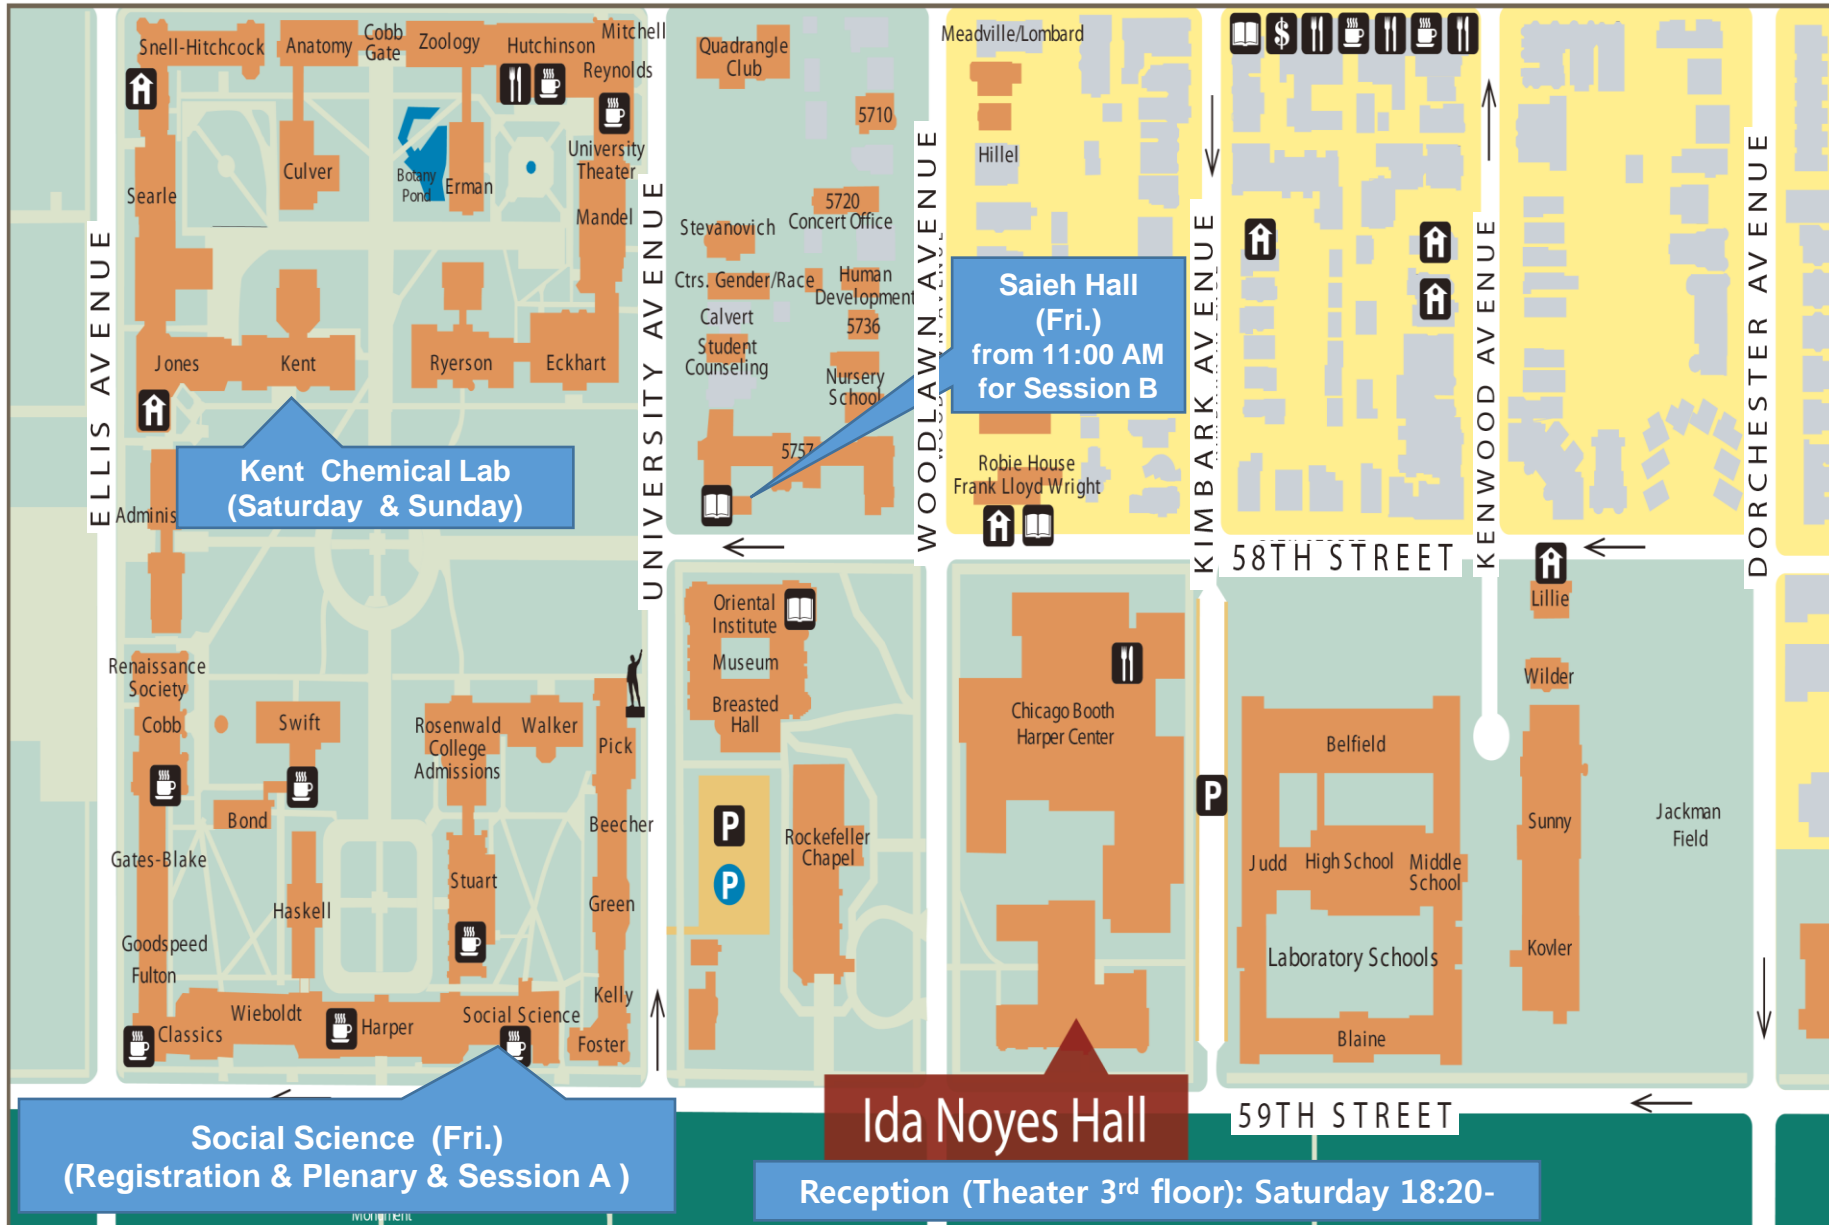 Snell-Hitchcock
Anatomy
Cobb
Gate
Zoology
Hutchinson
Mitchell
Reynolds
University
Theater
Searle
Culver
Botany
Pond
Erman
Mandel
Jones
Kent
Ryerson
Eckhart
ELLIS AVENUE
UNIVERSITY AVENUE
Quadrangle
Club
5710
5720
Concert Office
Stevanovich
Ctrs. Gender/Race
Human
Development
Calvert
5736
Student
Counseling
Nursery
School
5757
WOODLAWN AVENUE
Meadville/Lombard
Hillel
$
Saieh Hall
(Fri.)
from 11:00 AM
for Session B
Robie House
Frank Lloyd Wright
KIMBARK AVENUE
KENWOOD AVENUE
DORCHESTER AVENUE
58TH STREET
Kent Chemical Lab
(Saturday & Sunday)
Adminis
Renaissance
Society
Cobb
Swift
Rosenwald
College
Admissions
Walker
Pick
Bond
Beecher
Gates-Blake
Haskell
Stuart
Green
Goodspeed
Fulton
Wieboldt
Classics
Harper
Social Science
Kelly
Foster
Oriental
Institute
Museum
Breasted
Hall
P
P
Rockefeller
Chapel
Chicago Booth
Harper Center
P
Lillie
Wilder
Belfield
Sunny
Jackman
Field
Judd
High School
Middle
School
Laboratory Schools
Kovler
Blaine
Social Science (Fri.)
(Registration & Plenary & Session A )
Ida Noyes Hall
59TH STREET
Reception (Theater 3rd floor): Saturday 18:20-